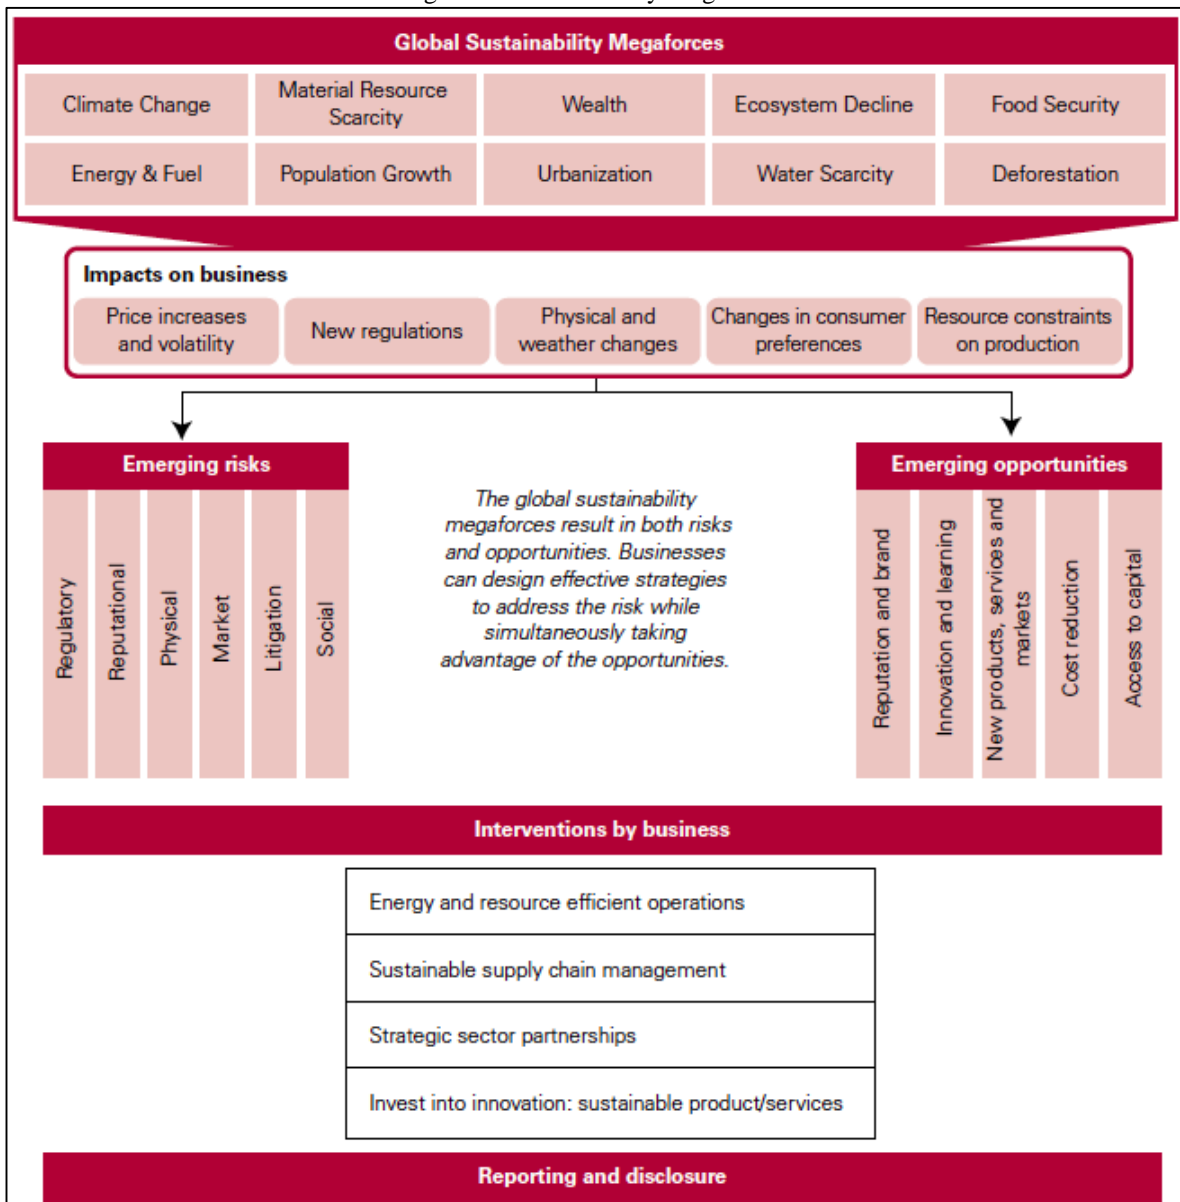 Global Sustainability Megaforces
Climate Change
Material Resource
Scarcity
Wealth
Ecosystem Decline
Food Security
Energy & Fuel
Population Growth
Urbanization
Water Scarcity
Deforestation
Impacts on business
Price increases
and volatility
New regulations
Physical and
weather changes
Changes in consumer
preferences
Resource constraints
on production
Emerging risks
Regulatory
Reputational
Physical
Market
Litigation
Social
The global sustainability
megaforces result in both risks
and opportunities. Businesses
can design effective strategies
to address the risk while
simultaneously taking
advantage of the opportunities.
Emerging opportunities
Reputation and brand
Innovation and learning
New products, services and
markets
Cost reduction
Access to capital
Interventions by business
Energy and resource efficient operations
Sustainable supply chain management
Strategic sector partnerships
Invest into innovation: sustainable product/services
Reporting and disclosure